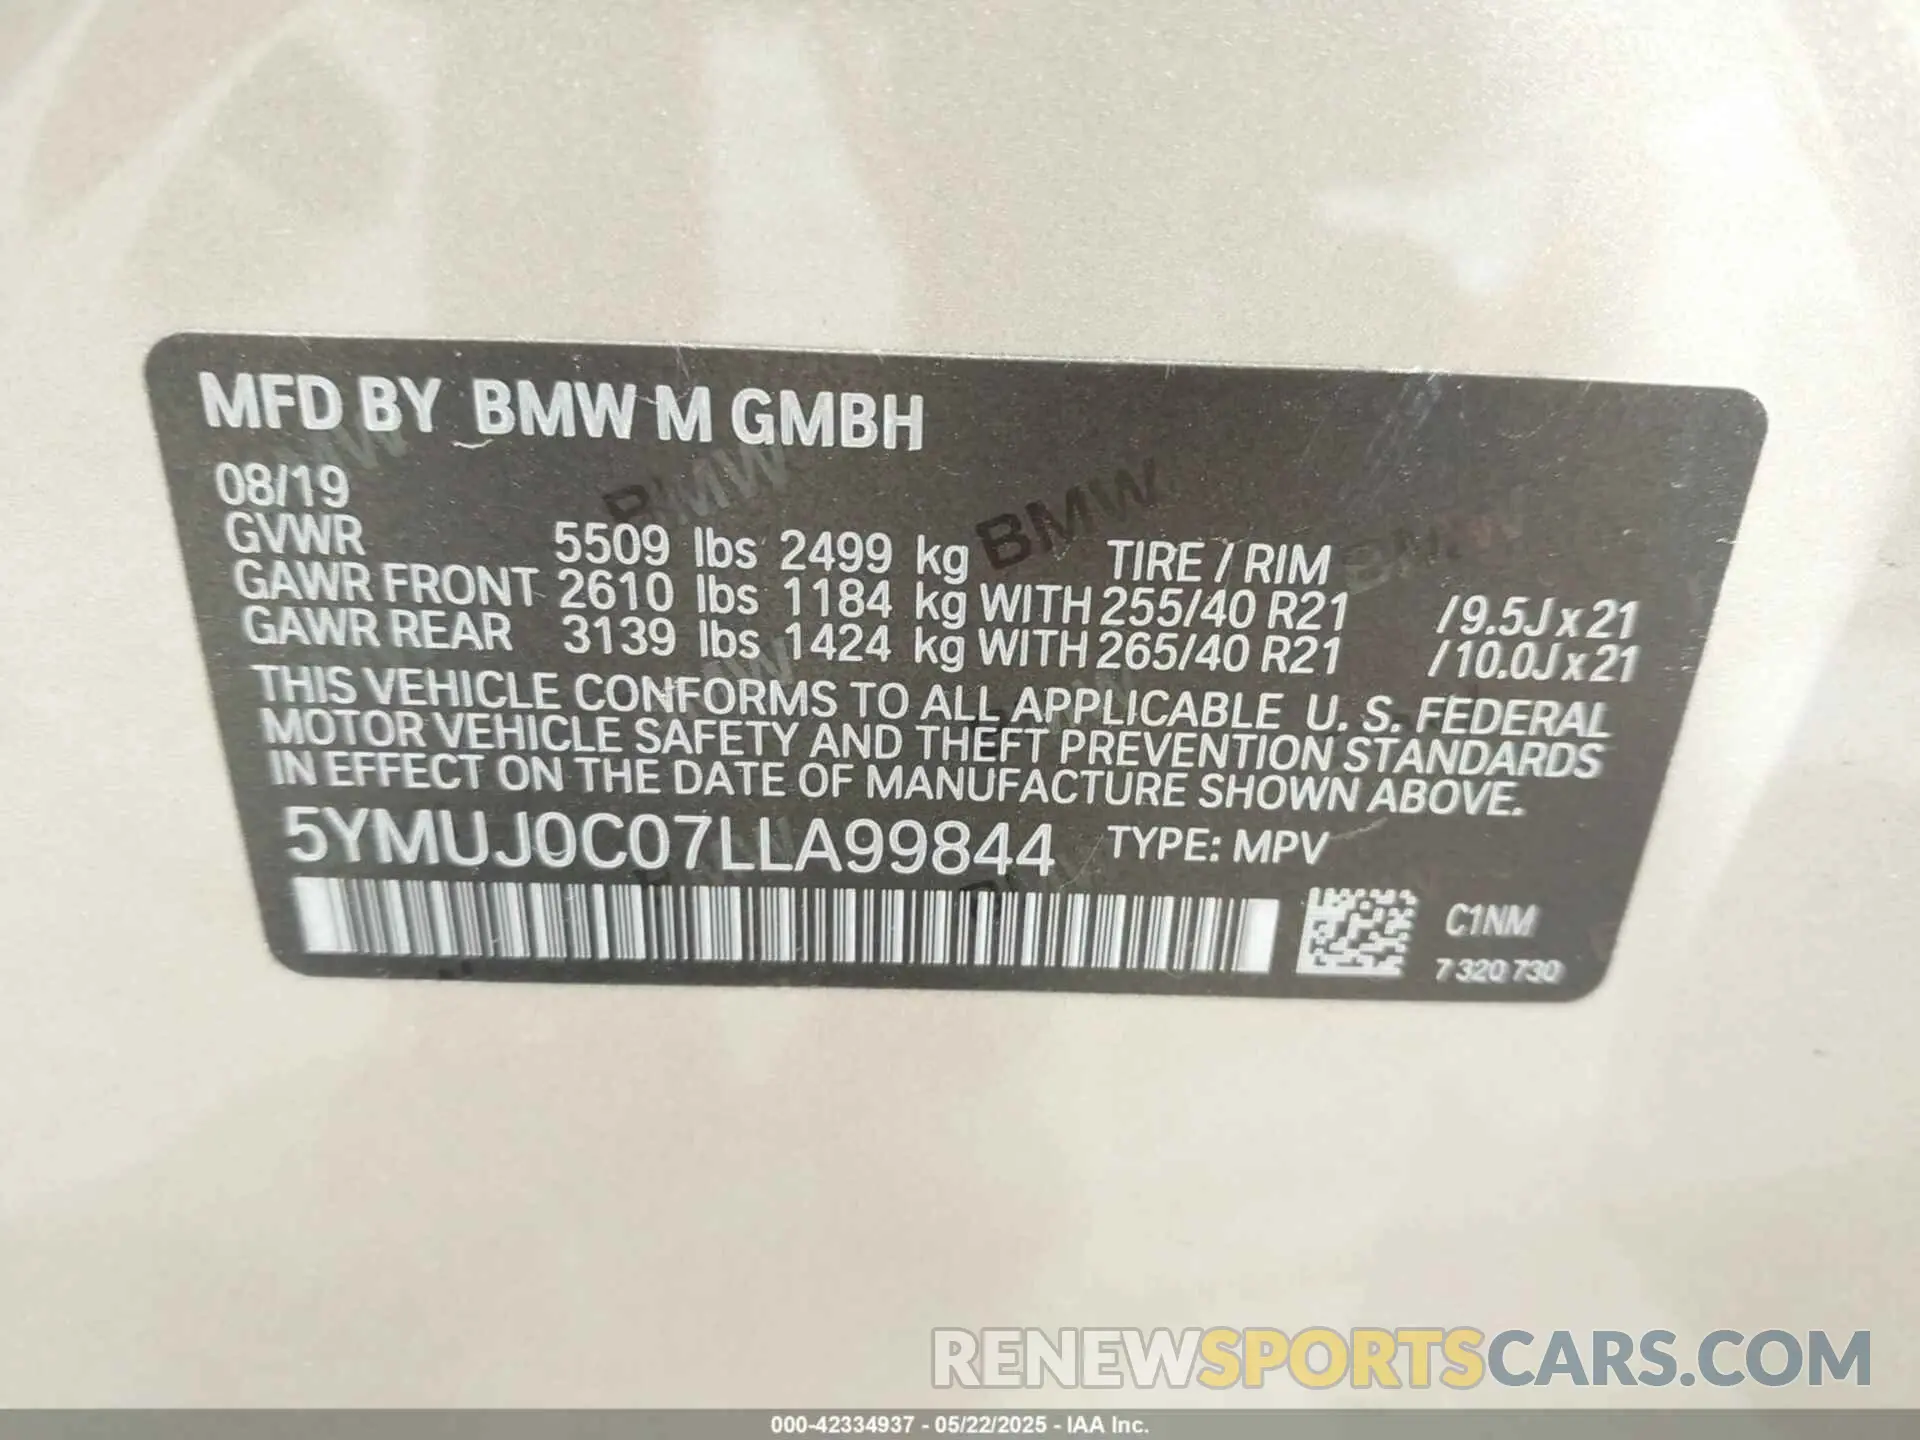 MFD BY BMW M GMBH
08/19
GVWR 5509 lbs 2499 kg TIRE / RIM
GAWR FRONT 2610 lbs 1184 kg WITH 255/40 R21 /9.5J x 21
GAWR REAR 3139 lbs 1424 kg WITH 265/40 R21 /10.0J x 21
THIS VEHICLE CONFORMS TO ALL APPLICABLE U. S. FEDERAL
MOTOR VEHICLE SAFETY AND THEFT PREVENTION STANDARDS
IN EFFECT ON THE DATE OF MANUFACTURE SHOWN ABOVE.
5YMUJ0C07LLA99844 TYPE: MPV
C1NM
7 320 730
RENEWSPORTSCARS.COM
000-42334937 - 05/22/2025 - IAA Inc.